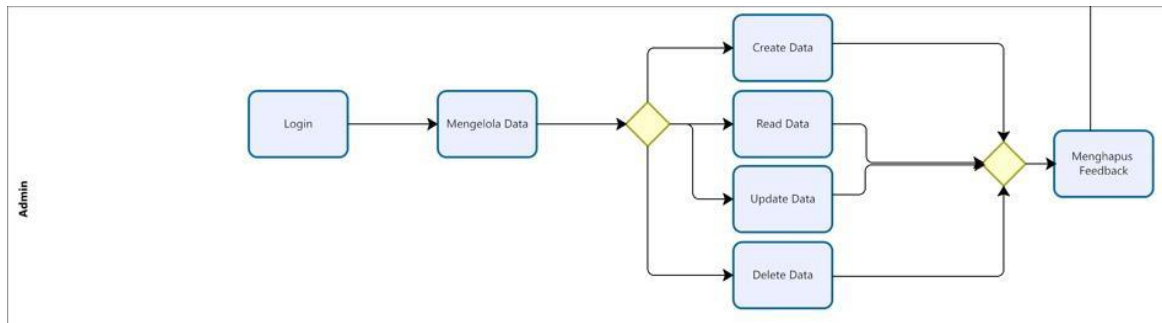 Admin
Login
Mengelola Data
Create Data
Read Data
Update Data
Delete Data
Menghapus
Feedback